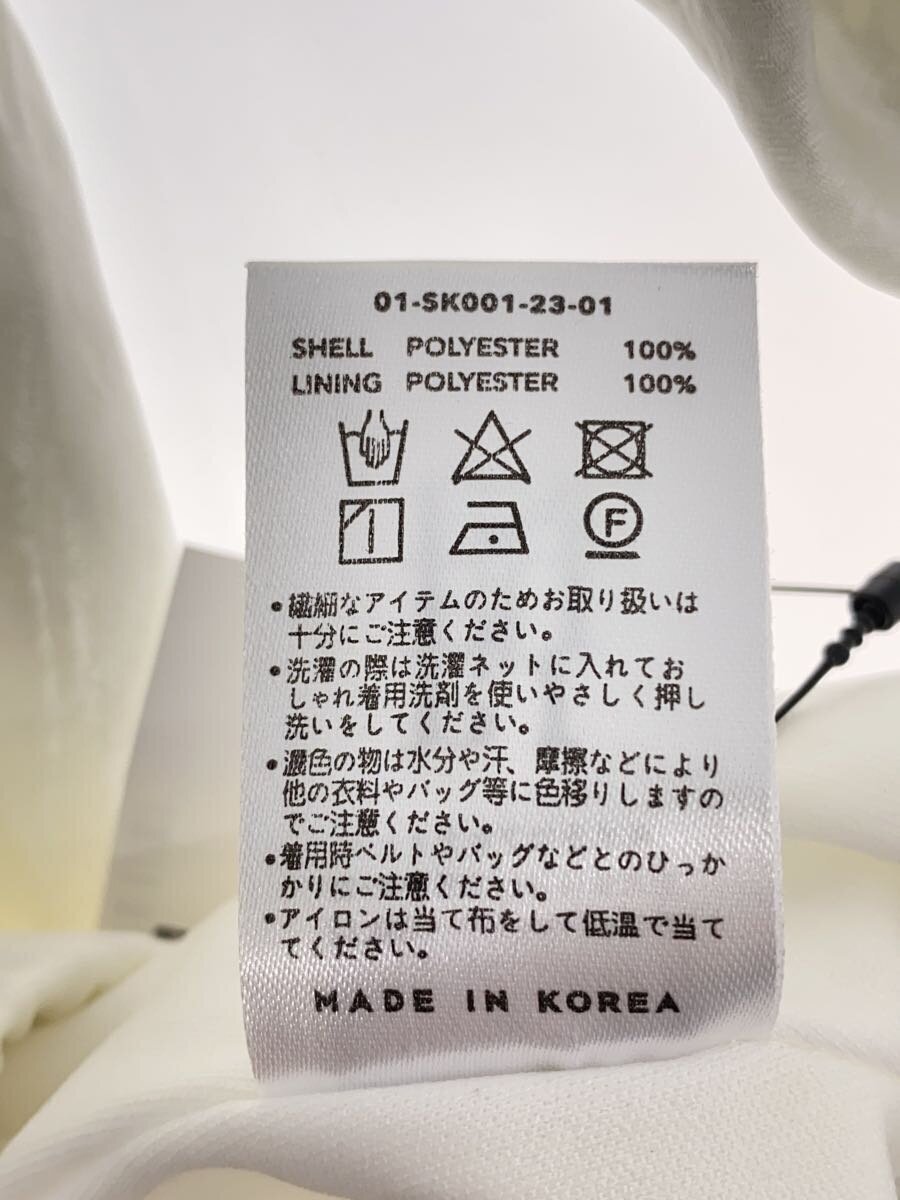 01-SK001-23-01
SHELL POLYESTER 100%
LINING POLYESTER 100%
F
•繊細なアイテムのためお取り扱いは
十分にご注意ください。
•洗濯の際は洗濯ネットに入れてお
しゃれ着用洗剤を使いやさしく押し
洗いをしてください。
•濃色の物は水分や汗、摩擦などにより
他の衣料やバッグ等に色移りしますの
でご注意ください。
•着用時ベルトやバッグなどとのひっか
かりにご注意ください。
•アイロンは当て布をして低温で当て
てください。
MADE IN KOREA